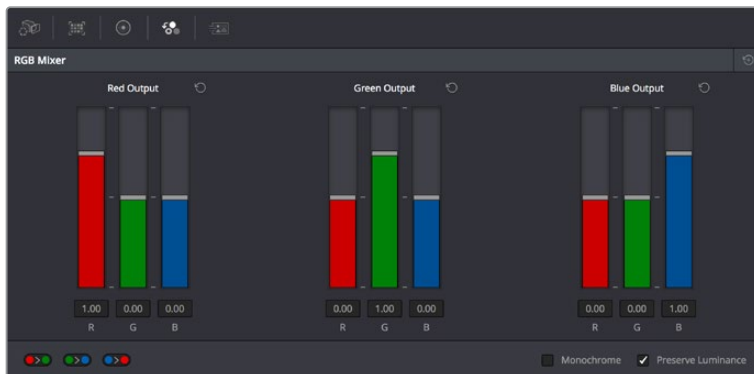 RGB Mixer
Red Output
Green Output
Blue Output
1.00 0.00 0.00
R G B
0.00 1.00 0.00
R G B
0.00 0.00 1.00
R G B
Monochrome
Preserve Luminance